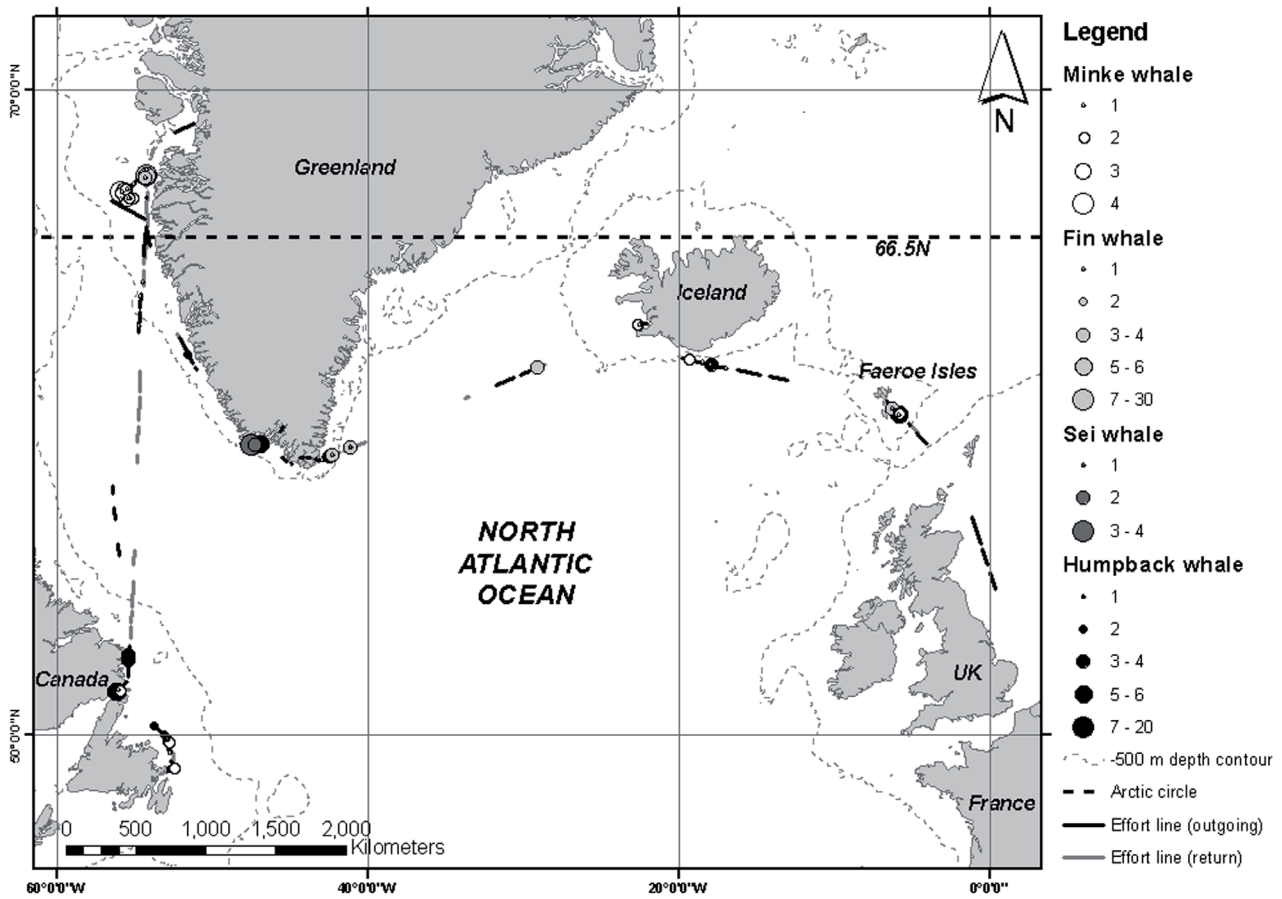 70°0'0"N
60°0'0"N
Greenland
66.5N
Iceland
Faeroe Isles
NORTH
ATLANTIC
OCEAN
Canada
UK
France
N
0 500 1,000 1,500 2,000
Kilometers
60°0'0"W 40°0'0"W 20°0'0"W 0°0'0"
Legend
Minke whale
1
2
3
4
Fin whale
1
2
3 - 4
5 - 6
7 - 30
Sei whale
1
2
3 - 4
Humpback whale
1
2
3 - 4
5 - 6
7 - 20
-500 m depth contour
Arctic circle
Effort line (outgoing)
Effort line (return)